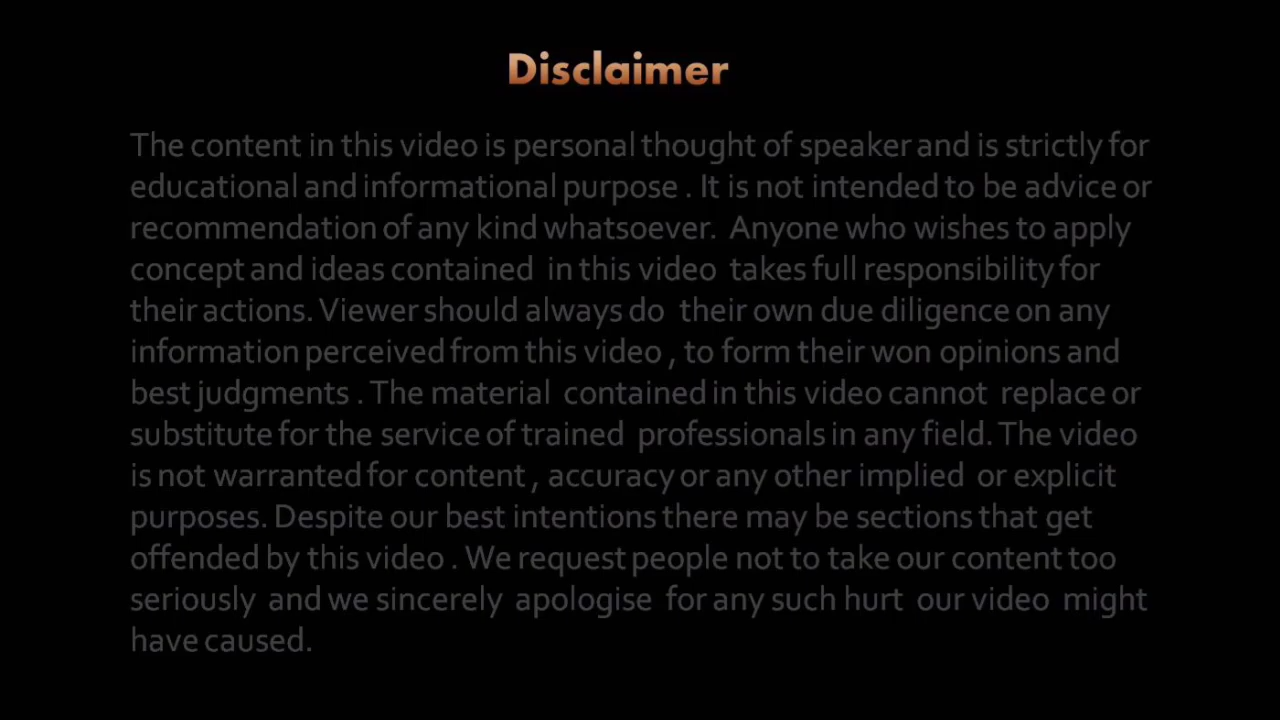 Disclaimer
The content in this video is personal thought of speaker and is strictly for
educational and informational purpose . It is not intended to be advice or
recommendation of any kind whatsoever. Anyone who wishes to apply
concept and ideas contained in this video takes full responsibility for
their actions. Viewer should always do their own due diligence on any
information perceived from this video , to form their won opinions and
best judgments . The material contained in this video cannot replace or
substitute for the service of trained professionals in any field. The video
is not warranted for content , accuracy or any other implied or explicit
purposes. Despite our best intentions there may be sections that get
offended by this video . We request people not to take our content too
seriously and we sincerely apologise for any such hurt our video might
have caused.